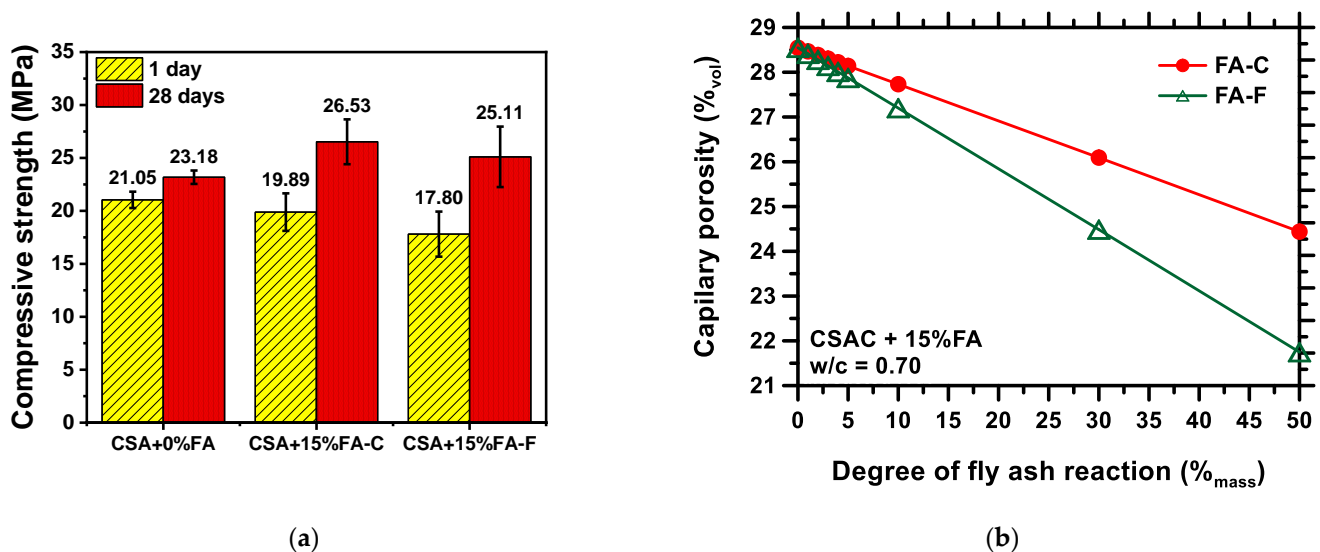 Compressive strength (MPa)
35
30
25
20
15
10
5
0
1 day
28 days
21.05
23.18
19.89
26.53
17.80
25.11
CSA+0%FA
CSA+15%FA-C
CSA+15%FA-F
(a)
Capilary porosity (%vol)
29
28
27
26
25
24
23
22
21
FA-C
FA-F
CSAC + 15%FA
w/c = 0.70
0 5 10 15 20 25 30 35 40 45 50
Degree of fly ash reaction (%mass)
(b)